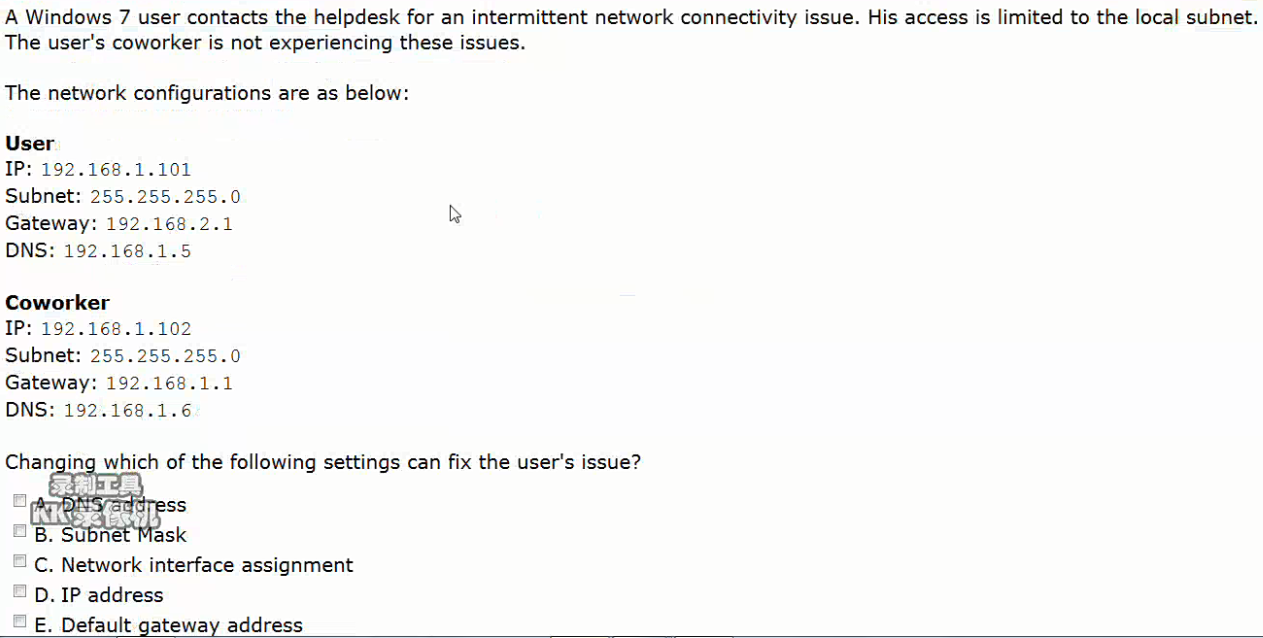 A Windows 7 user contacts the helpdesk for an intermittent network connectivity issue. His access is limited to the local subnet.
The user's coworker is not experiencing these issues.
The network configurations are as below:
User
IP: 192.168.1.101
Subnet: 255.255.255.0
Gateway: 192.168.2.1
DNS: 192.168.1.5
Coworker
IP: 192.168.1.102
Subnet: 255.255.255.0
Gateway: 192.168.1.1
DNS: 192.168.1.6
Changing which of the following settings can fix the user's issue?
录制工具
KK录像机
A. DNS address
B. Subnet Mask
C. Network interface assignment
D. IP address
E. Default gateway address